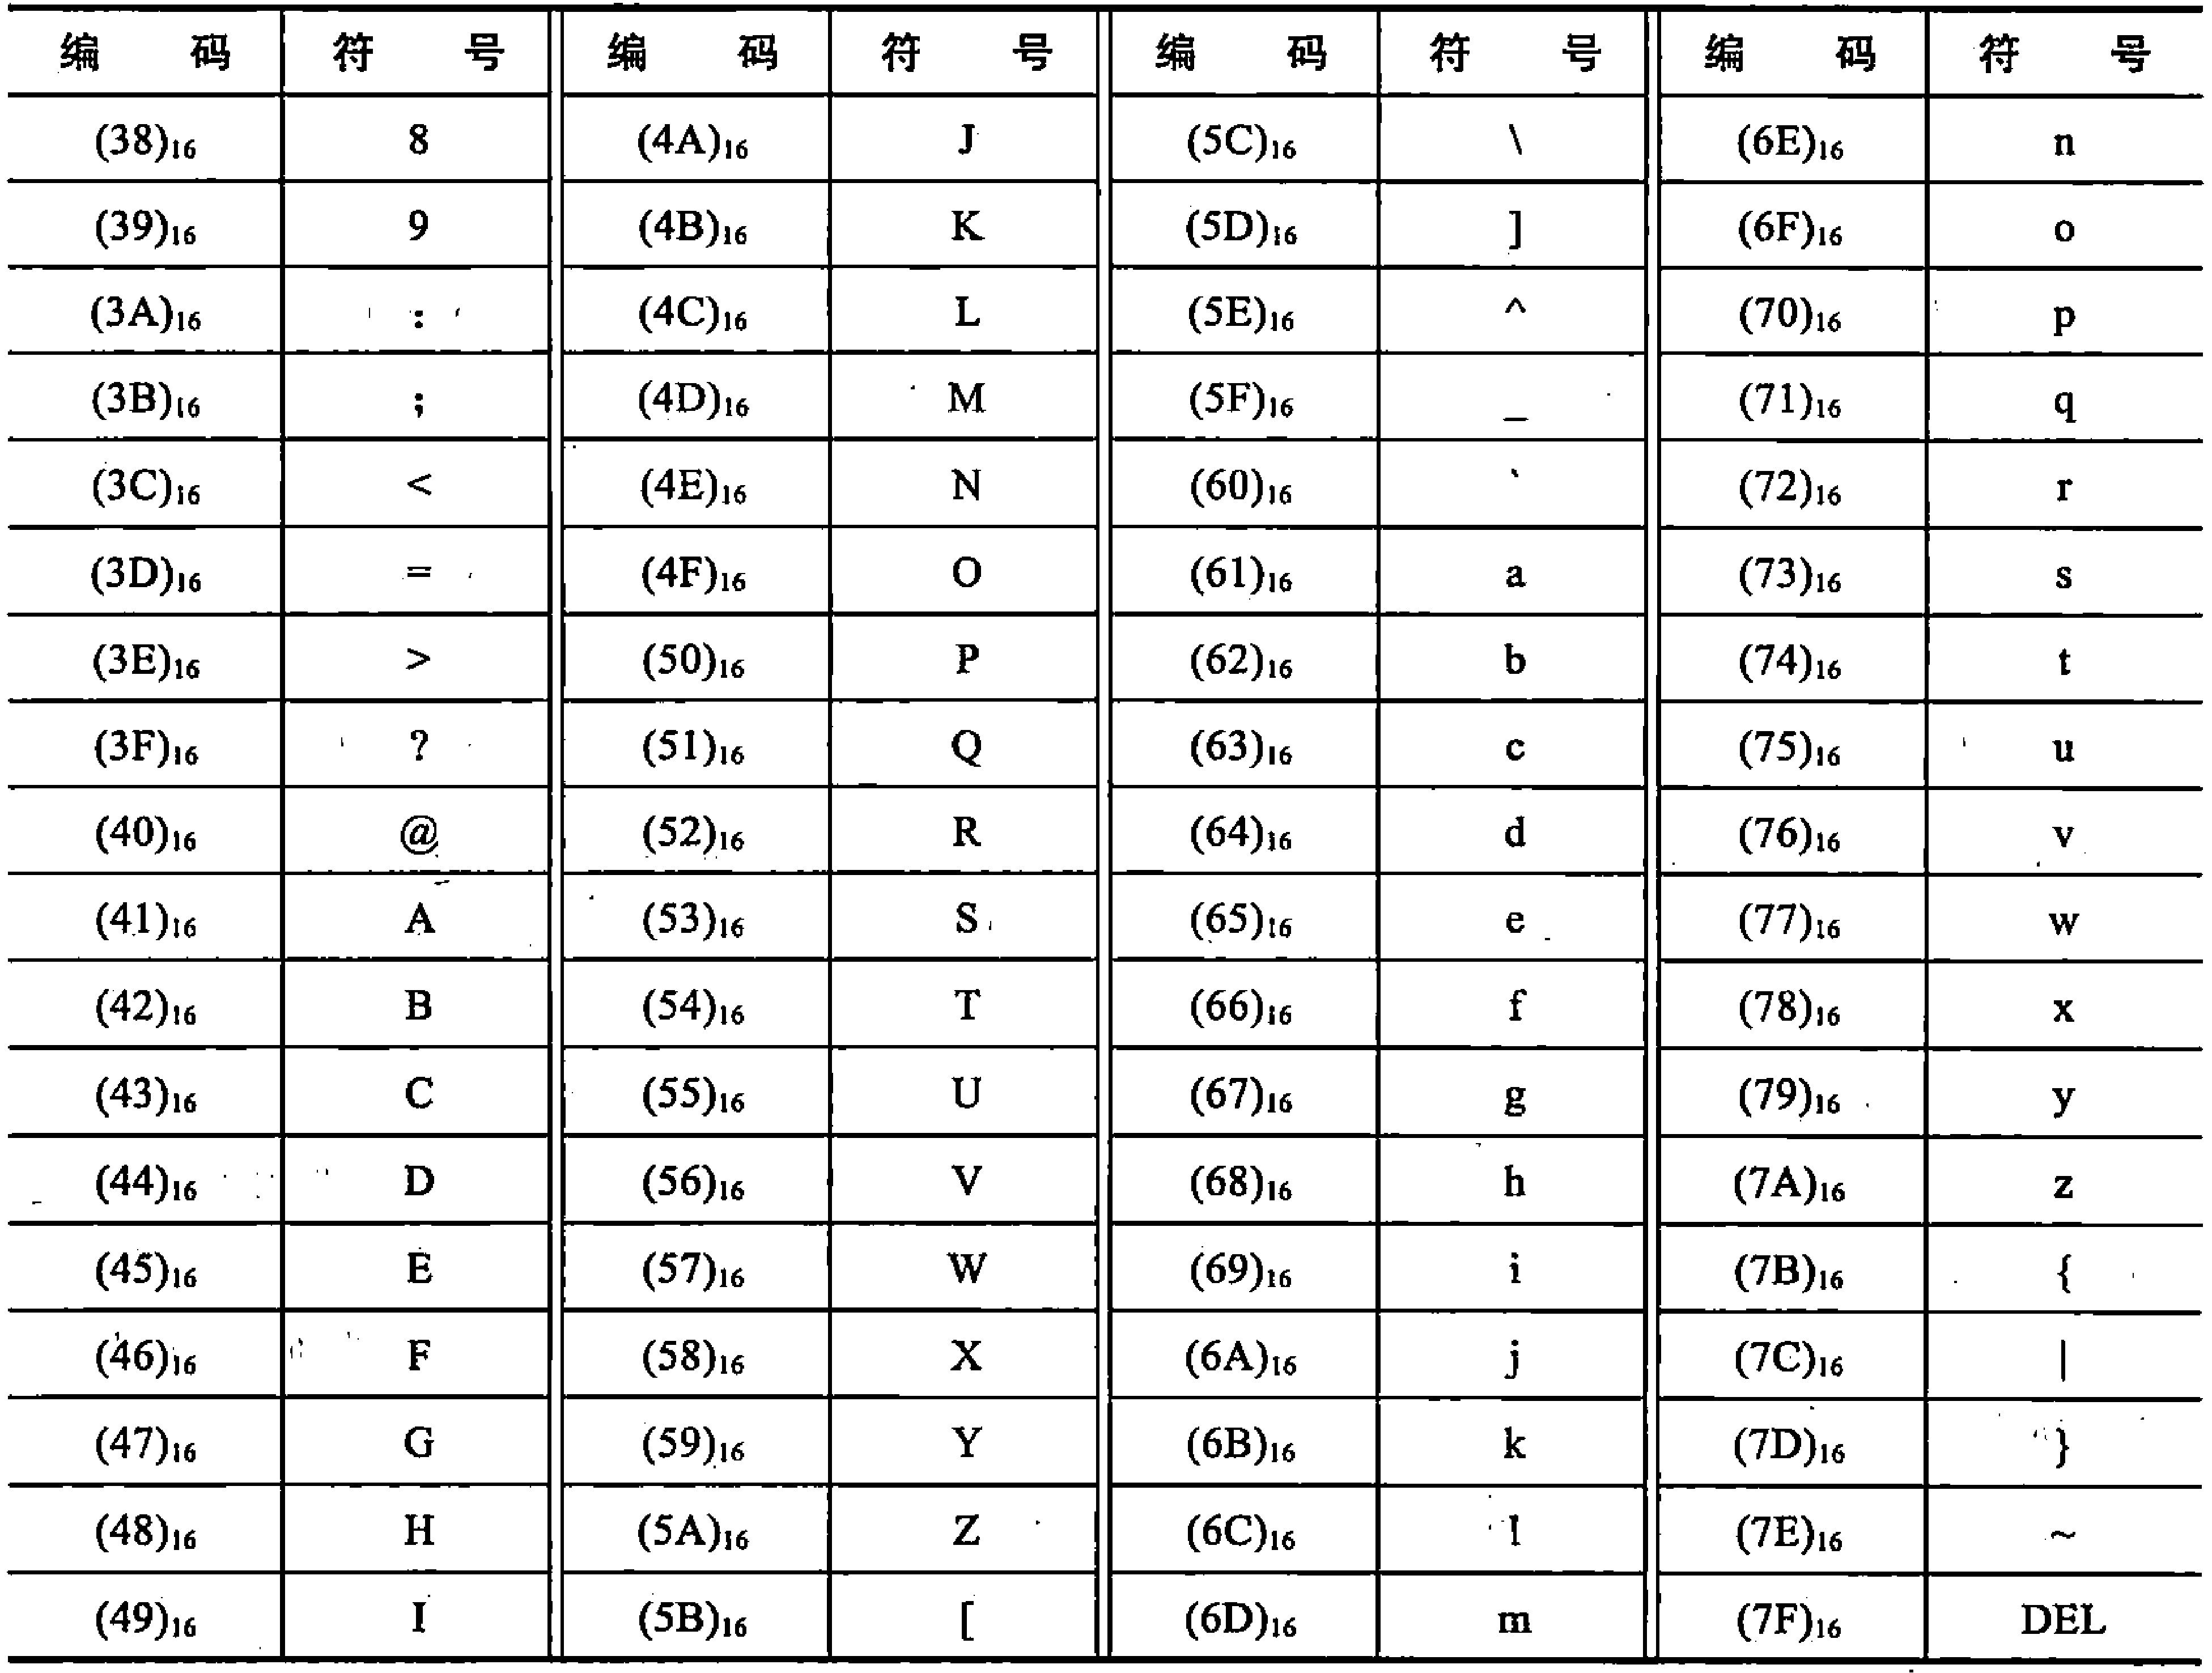 编 码 符 号 编 码 符 号 编 码 符 号 编 码 符 号
(38)16 8 (4A)16 J (5C)16 \ (6E)16 n
(39)16 9 (4B)16 K (5D)16 ] (6F)16 o
(3A)16 : (4C)16 L (5E)16 ^ (70)16 p
(3B)16 ; (4D)16 M (5F)16 _ (71)16 q
(3C)16 < (4E)16 N (60)16 ` (72)16 r
(3D)16 = (4F)16 O (61)16 a (73)16 s
(3E)16 > (50)16 P (62)16 b (74)16 t
(3F)16 ? (51)16 Q (63)16 c (75)16 u
(40)16 @ (52)16 R (64)16 d (76)16 v
(41)16 A (53)16 S (65)16 e (77)16 w
(42)16 B (54)16 T (66)16 f (78)16 x
(43)16 C (55)16 U (67)16 g (79)16 y
(44)16 D (56)16 V (68)16 h (7A)16 z
(45)16 E (57)16 W (69)16 i (7B)16 {
(46)16 F (58)16 X (6A)16 j (7C)16 |
(47)16 G (59)16 Y (6B)16 k (7D)16 }
(48)16 H (5A)16 Z (6C)16 l (7E)16 ~
(49)16 I (5B)16 [ (6D)16 m (7F)16 DEL